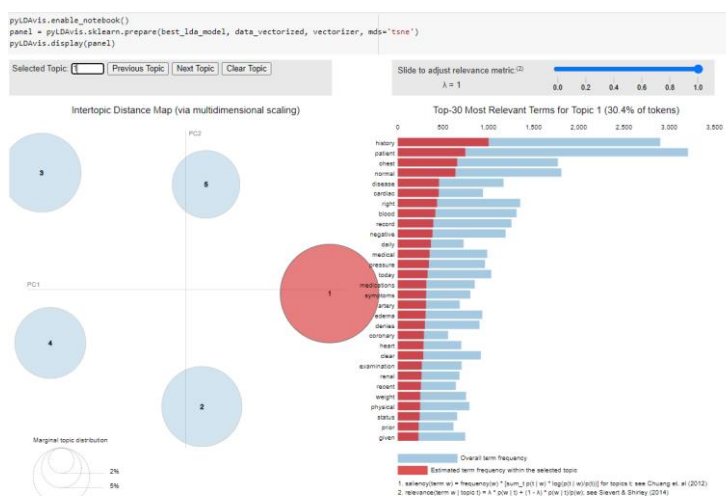 pyLDAvis.enable_notebook()
panel = pyLDAvis.sklearn.prepare(best_lda_model, data_vectorized, vectorizer, mds='tsne')
pyLDAvis.display(panel)
Selected Topic: 1 Previous Topic Next Topic Clear Topic
Slide to adjust relevance metric:(2)
λ = 1
0.0 0.2 0.4 0.6 0.8 1.0
Intertopic Distance Map (via multidimensional scaling)
PC2
PC1
3
5
1
4
2
Marginal topic distribution
2%
5%
Top-30 Most Relevant Terms for Topic 1 (30.4% of tokens)
0 500 1,000 1,500 2,000 2,500 3,000 3,500
history
patient
chest
normal
disease
cardiac
right
blood
record
negative
daily
medical
pressure
today
medications
symptoms
artery
edema
denies
coronary
heart
clear
examination
renal
recent
weight
physical
status
prior
given
Overall term frequency
Estimated term frequency within the selected topic
1. saliency(term w) = frequency(w) * [sum_t p(t | w) * log(p(t | w)/p(t))] for topics t; see Chuang et. al (2012)
2. relevance(term w | topic t) = λ * p(w | t) + (1 - λ) * p(w | t)/p(w); see Sievert & Shirley (2014)